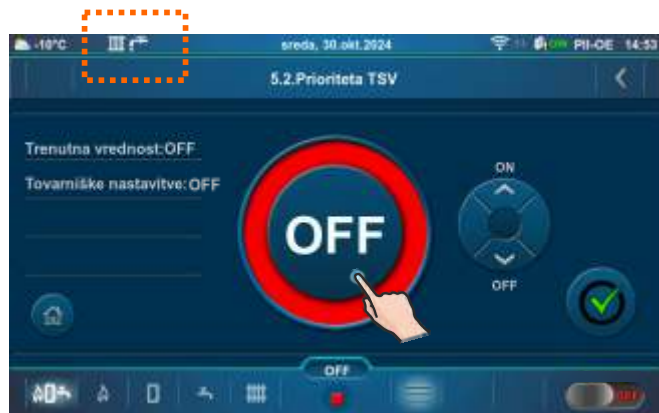 -10°C sreda, 30.okt.2024 PII-OE 14:53
5.2.Prioriteta TSV
Trenutna vrednost:OFF
Tovarniške nastavitve:OFF
ON
OFF
OFF
OFF
OFF